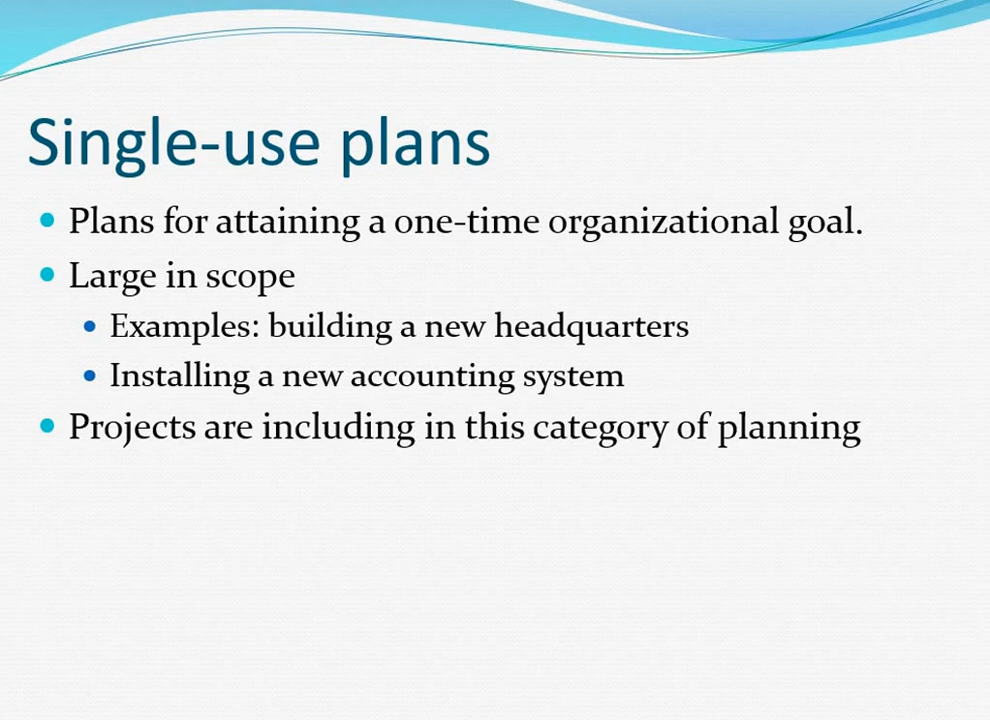 Single-use plans
Plans for attaining a one-time organizational goal.
Large in scope
Examples: building a new headquarters
Installing a new accounting system
Projects are including in this category of planning